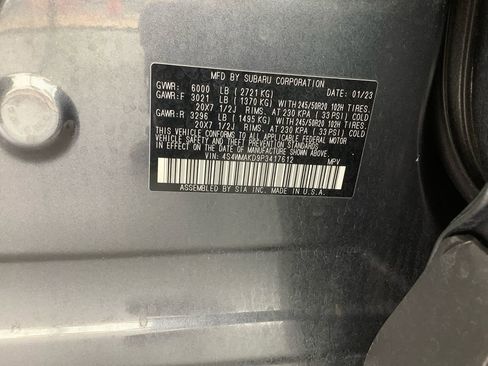 MFD BY SUBARU CORPORATION
GVWR: 6000 LB (2721 KG) DATE: 01/23
GAWR:F 3021 LB (1370 KG) WITH 245/50R20 102H TIRES,
20X7 1/2J RIMS, AT 230 KPA (33 PSI) COLD
GAWR:R 3296 LB (1495 KG) WITH 245/50R20 102H TIRES,
20X7 1/2J RIMS, AT 230 KPA (33 PSI) COLD
THIS VEHICLE CONFORMS TO ALL APPLICABLE FEDERAL MOTOR
VEHICLE SAFETY AND THEFT PREVENTION STANDARDS
IN EFFECT ON THE DATE OF MANUFACTURE SHOWN ABOVE.
VIN: 4S4WMAKD9P3417612 MPV
ASSEMBLED BY SIA INC. MADE IN U.S.A.